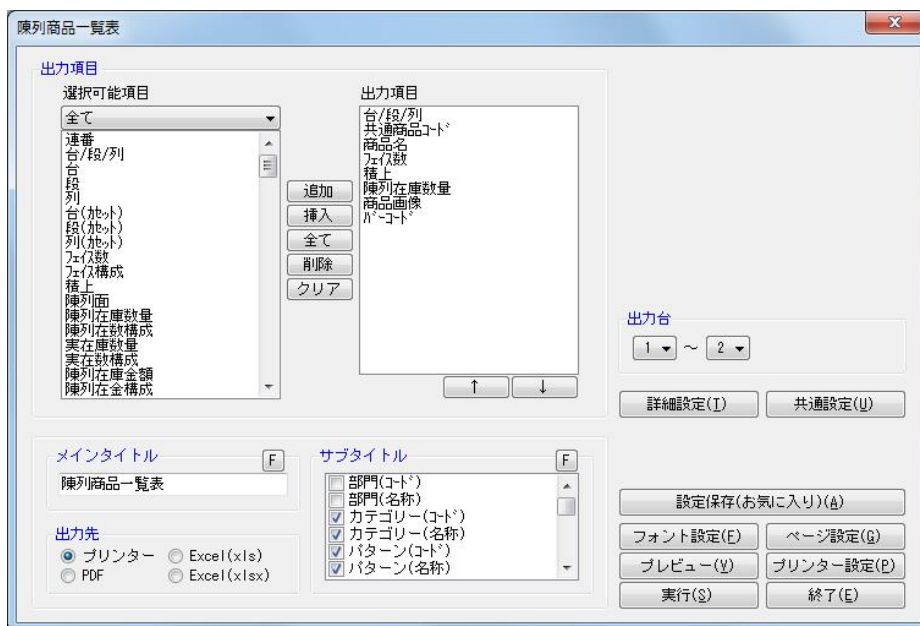 陳列商品一覧表
出力項目
選択可能項目
全て
連番
台/段/列
台
段
列
台(ｶｾｯﾄ)
段(ｶｾｯﾄ)
列(ｶｾｯﾄ)
ﾌｪｲｽ数
ﾌｪｲｽ構成
積上
陳列面
陳列在庫数量
陳列在数構成
実在庫数量
実在数構成
陳列在庫金額
陳列在金構成
追加
挿入
全て
削除
クリア
出力項目
台/段/列
共通商品ｺｰﾄﾞ
商品名
ﾌｪｲｽ数
積上
陳列在庫数量
商品画像
ﾊﾞｰｺｰﾄﾞ
↑ ↓
出力台
1 ～ 2
詳細設定(T) 共通設定(U)
メインタイトル F
陳列商品一覧表
出力先
プリンター Excel(xls)
PDF Excel(xlsx)
サブタイトル F
部門(ｺｰﾄﾞ)
部門(名称)
カテゴリー(ｺｰﾄﾞ)
カテゴリー(名称)
パターン(ｺｰﾄﾞ)
パターン(名称)
設定保存(お気に入り)(A)
フォント設定(F) ページ設定(G)
プレビュー(V) プリンター設定(P)
実行(S) 終了(E)